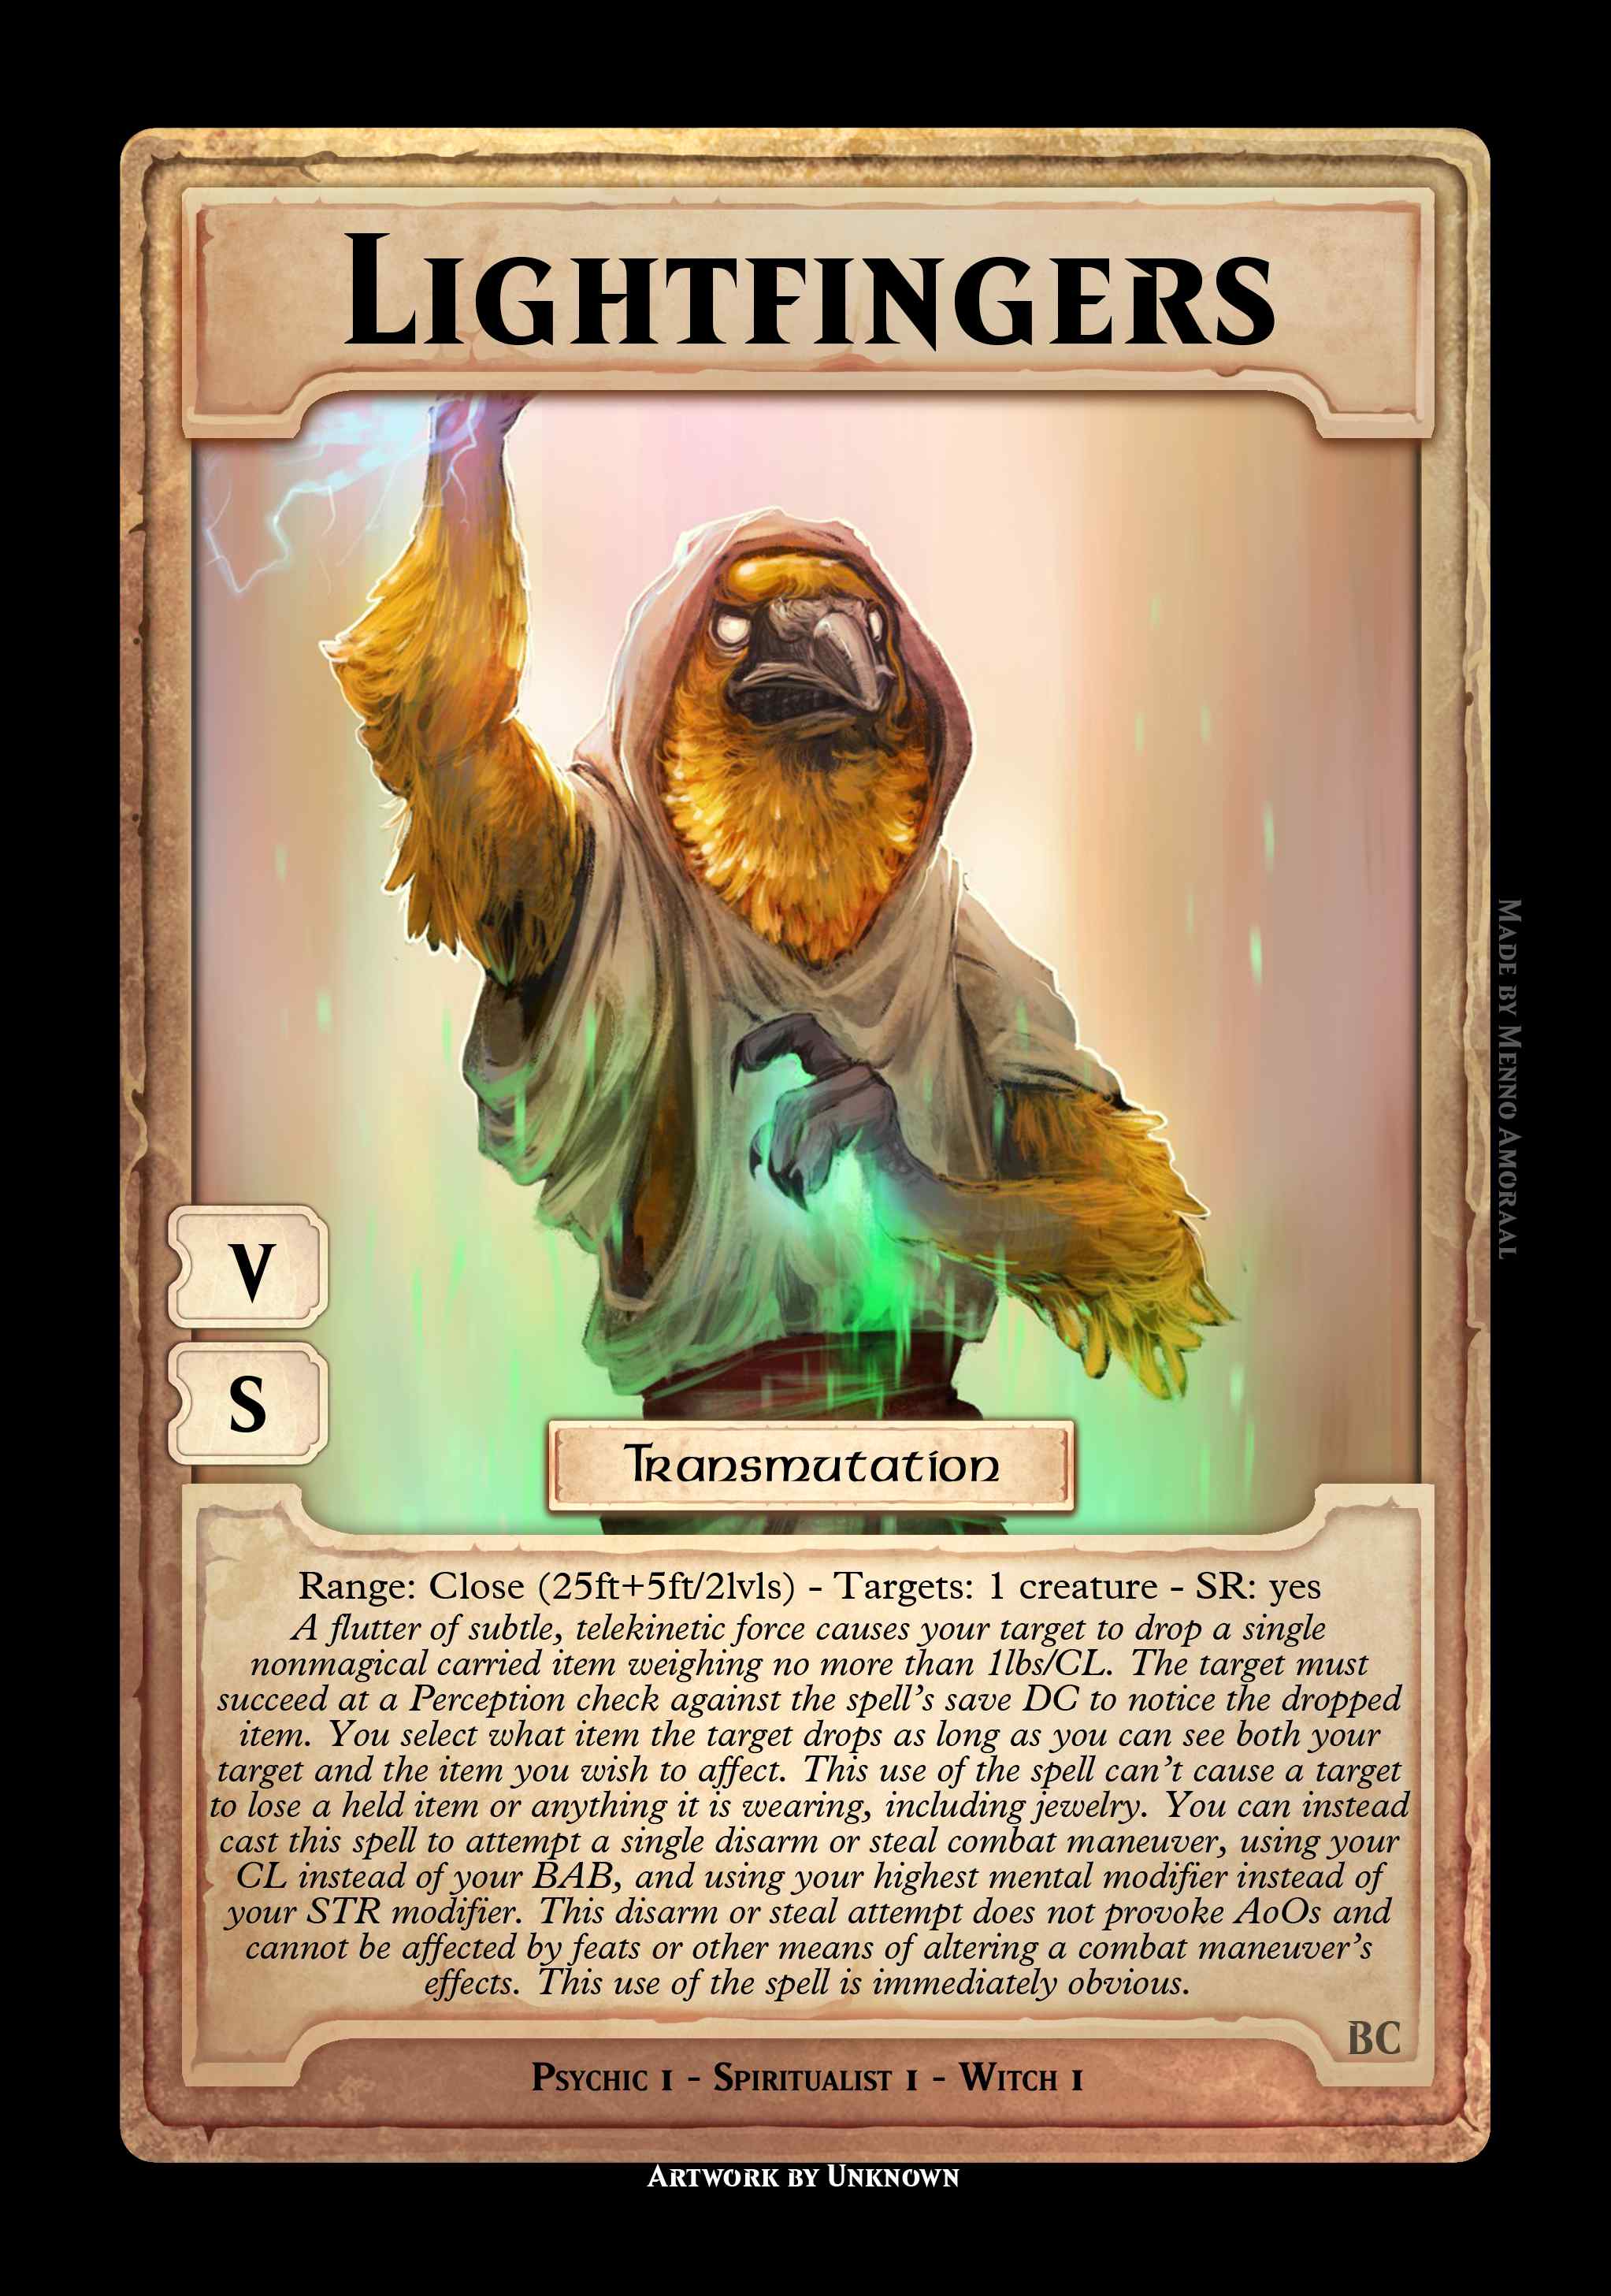 Lightfingers
V
S
Transmutation
Range: Close (25ft+5ft/2lvls) - Targets: 1 creature - SR: yes
A flutter of subtle, telekinetic force causes your target to drop a single
nonmagical carried item weighing no more than 1lbs/CL. The target must
succeed at a Perception check against the spell's save DC to notice the dropped
item. You select what item the target drops as long as you can see both your
target and the item you wish to affect. This use of the spell can't cause a target
to lose a held item or anything it is wearing, including jewelry. You can instead
cast this spell to attempt a single disarm or steal combat maneuver, using your
CL instead of your BAB, and using your highest mental modifier instead of
your STR modifier. This disarm or steal attempt does not provoke AoOs and
cannot be affected by feats or other means of altering a combat maneuver's
effects. This use of the spell is immediately obvious.
BC
Psychic 1 - Spiritualist 1 - Witch 1
Artwork by Unknown
Made by Menno Amoraal